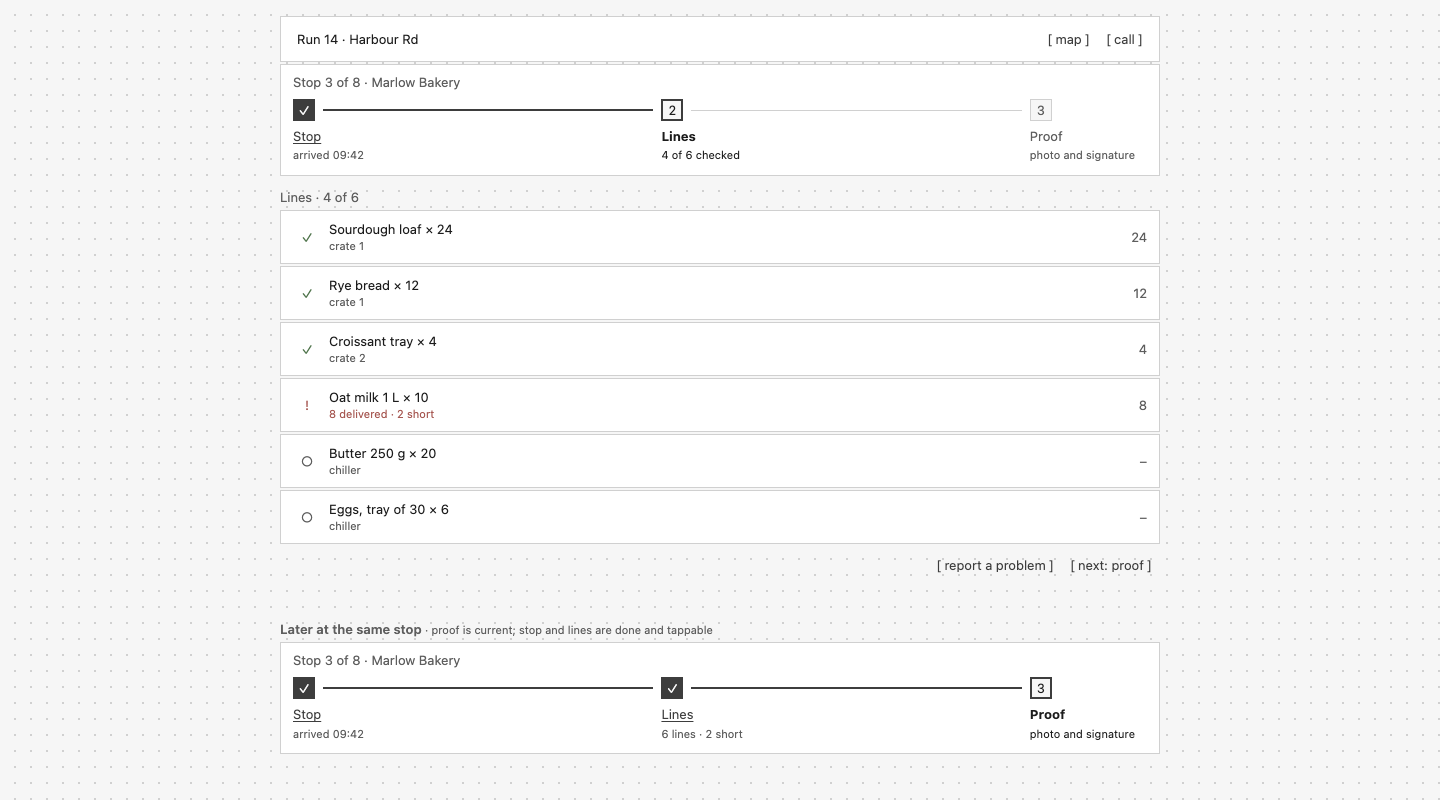 Run 14 · Harbour Rd [ map ] [ call ]
Stop 3 of 8 · Marlow Bakery
2 3
Stop Lines Proof
arrived 09:42 4 of 6 checked photo and signature
Lines · 4 of 6
Sourdough loaf × 24
crate 1
24
Rye bread × 12
crate 1
12
Croissant tray × 4
crate 2
4
! Oat milk 1 L × 10
8 delivered · 2 short
8
Butter 250 g × 20
chiller
–
Eggs, tray of 30 × 6
chiller
–
[ report a problem ] [ next: proof ]
Later at the same stop · proof is current; stop and lines are done and tappable
Stop 3 of 8 · Marlow Bakery
3
Stop Lines Proof
arrived 09:42 6 lines · 2 short photo and signature